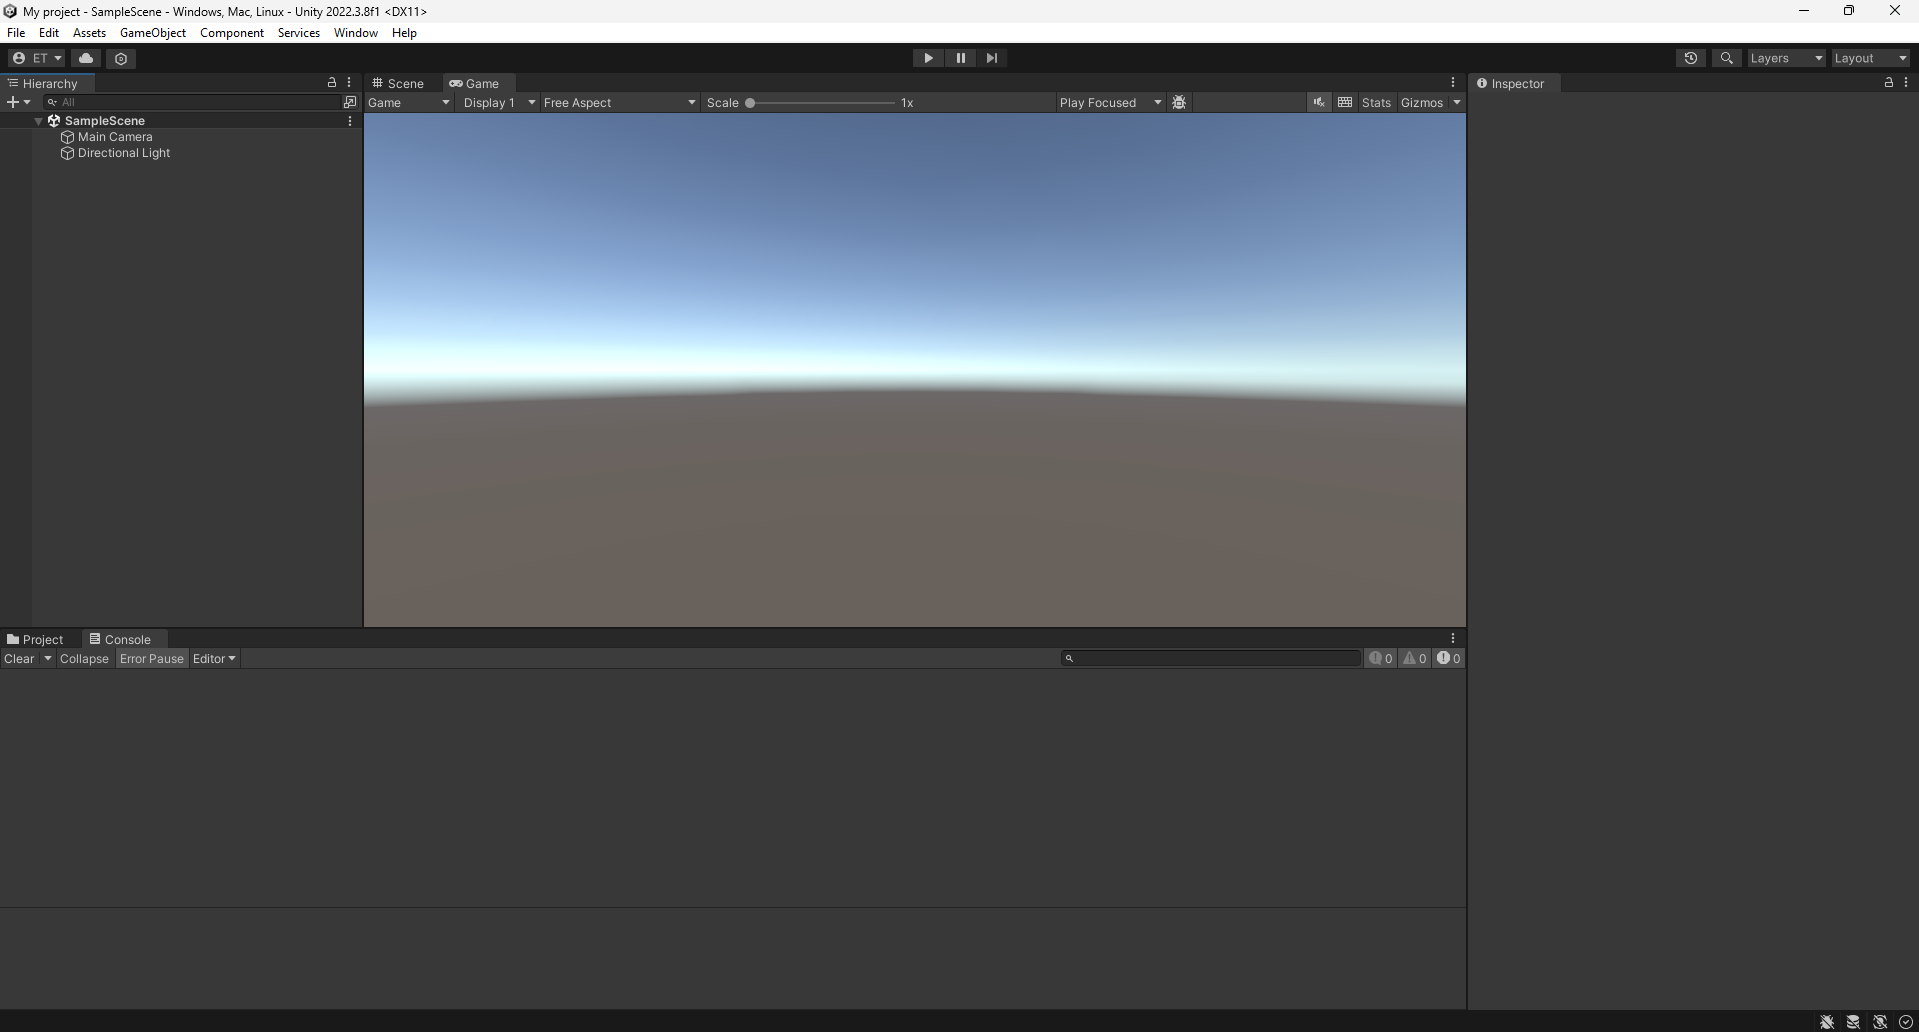 My project - SampleScene - Windows, Mac, Linux - Unity 2022.3.8f1 <DX11>
File Edit Assets GameObject Component Services Window Help
ET Layers Layout
Hierarchy Scene Game Inspector
All Game Display 1 Free Aspect Scale 1x Play Focused Stats Gizmos
SampleScene
Main Camera
Directional Light
Project Console
Clear Collapse Error Pause Editor 0 0 0